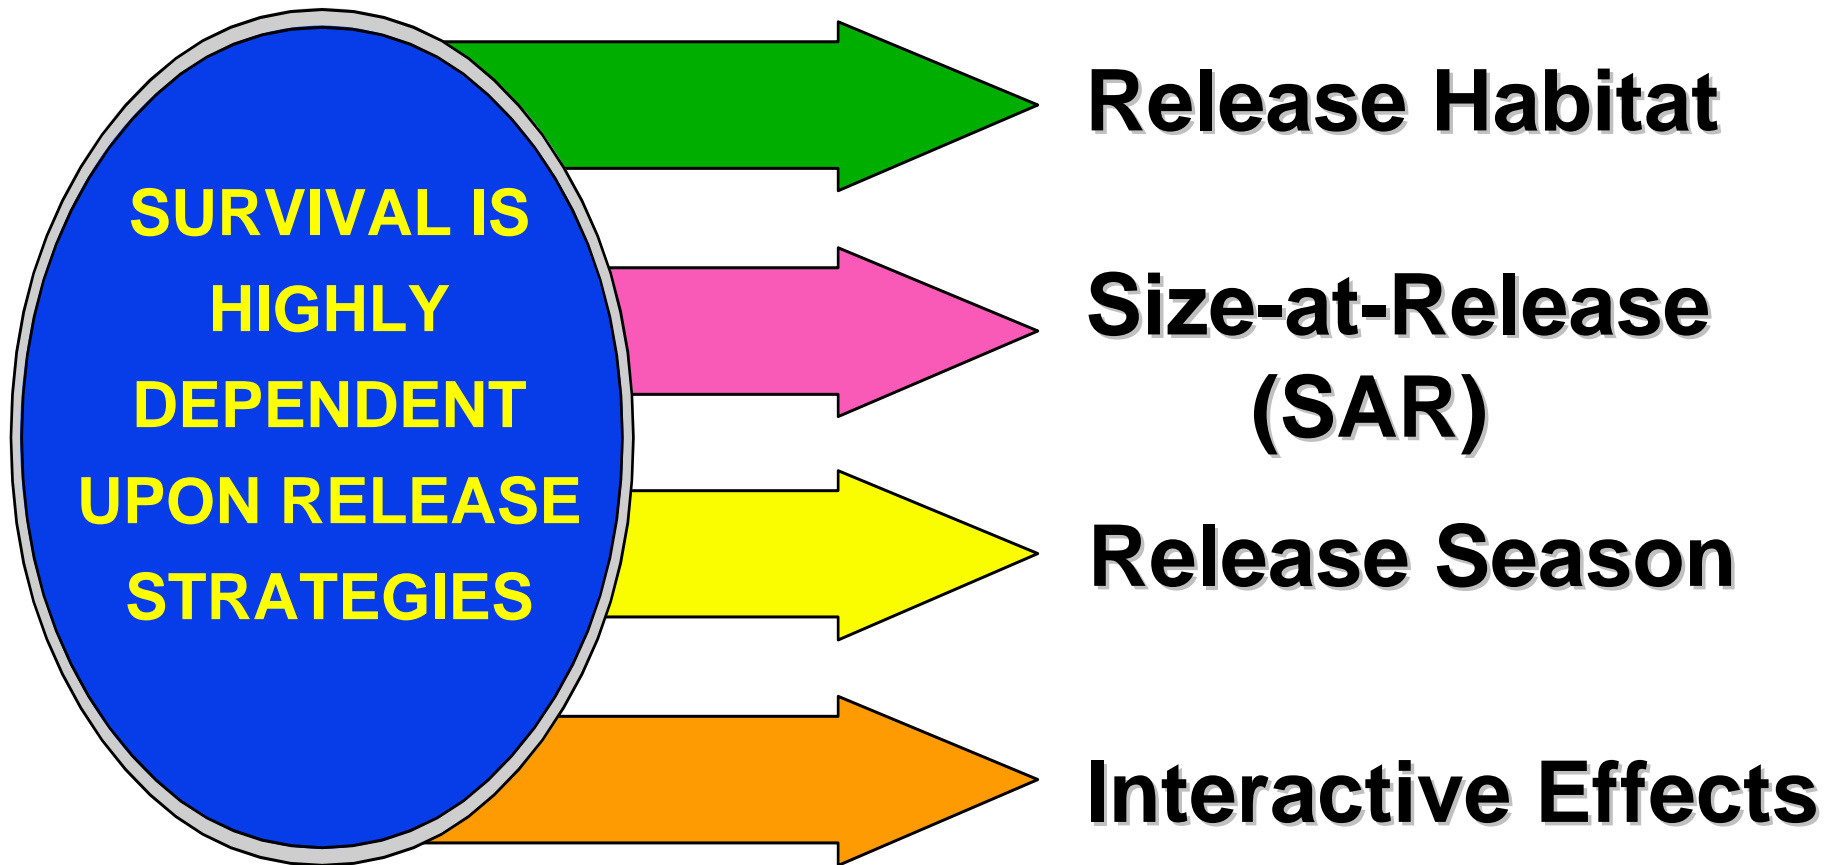 SURVIVAL IS
HIGHLY
DEPENDENT
UPON RELEASE
STRATEGIES
Release Habitat
Size-at-Release
(SAR)
Release Season
Interactive Effects